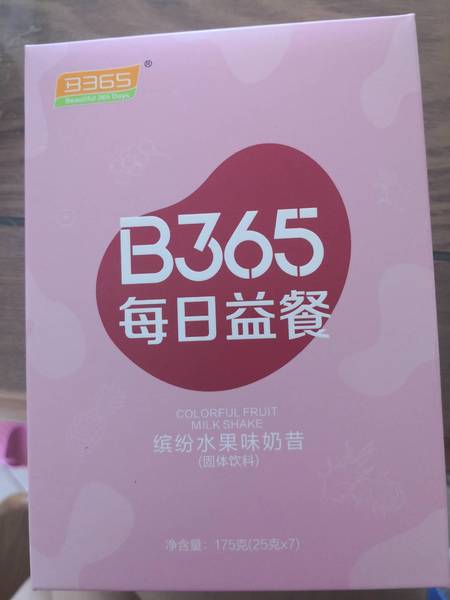 B365
®
Beautiful 365 Days
B365
每日益餐
COLORFUL FRUIT
MILK SHAKE
缤纷水果味奶昔
(固体饮料)
净含量: 175克(25克x7)